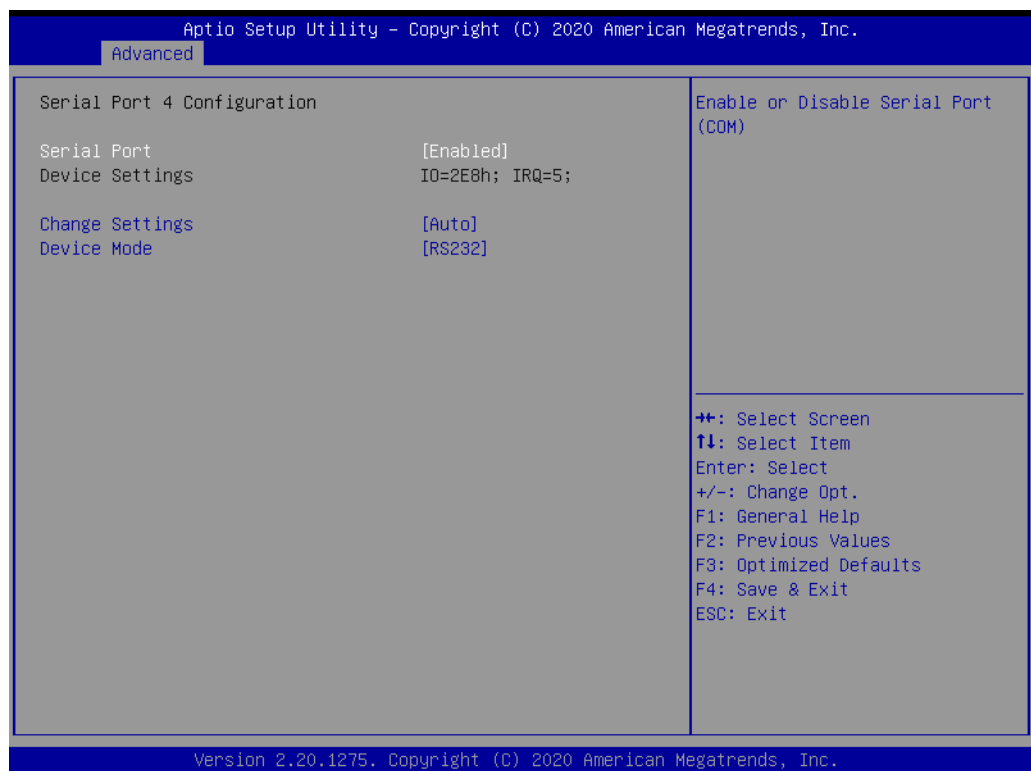 Aptio Setup Utility – Copyright (C) 2020 American Megatrends, Inc.
Advanced
Serial Port 4 Configuration
Serial Port [Enabled]
Device Settings IO=2E8h; IRQ=5;
Change Settings [Auto]
Device Mode [RS232]
Enable or Disable Serial Port
(COM)
→←: Select Screen
↑↓: Select Item
Enter: Select
+/-: Change Opt.
F1: General Help
F2: Previous Values
F3: Optimized Defaults
F4: Save & Exit
ESC: Exit
Version 2.20.1275. Copyright (C) 2020 American Megatrends, Inc.